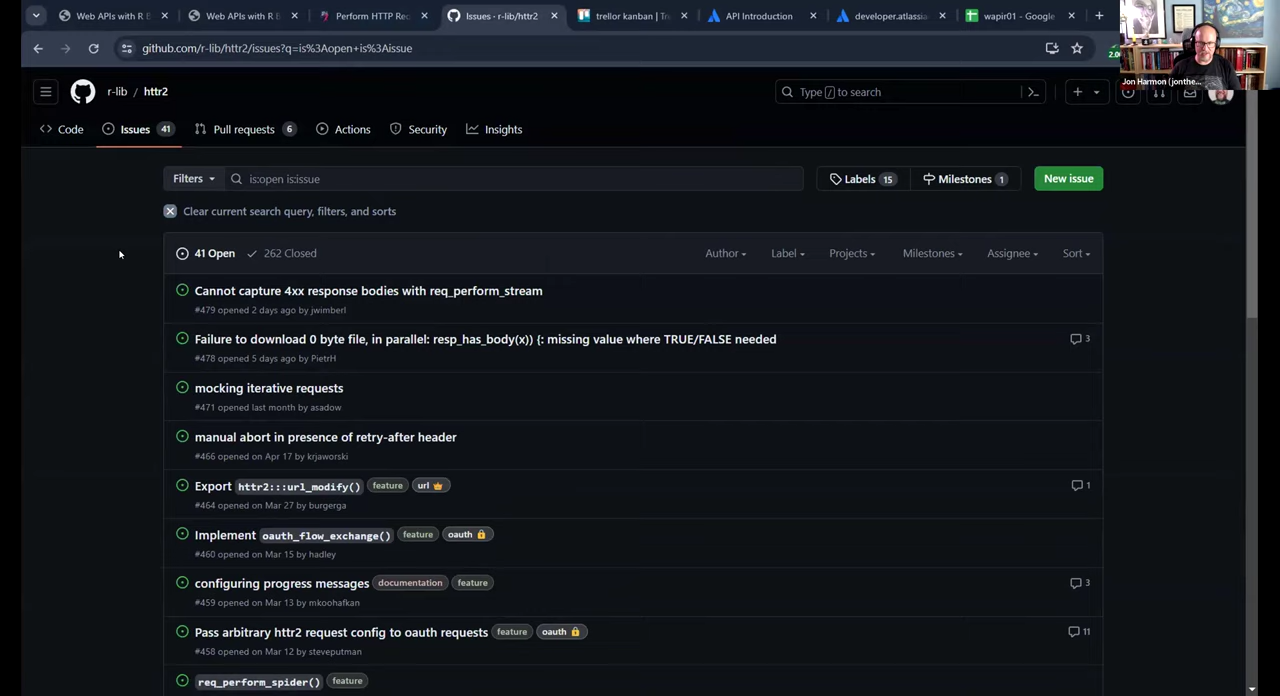 Web APIs with R B
Web APIs with R B
Perform HTTP Rec
Issues · r-lib/httr2
trellor kanban | Tr
API Introduction
developer.atlassia
wapir01 - Google
github.com/r-lib/httr2/issues?q=is%3Aopen+is%3Aissue
2.0
Jon Harmon (jonthe...
r-lib / httr2
Type / to search
Code
Issues 41
Pull requests 6
Actions
Security
Insights
Filters
is:open is:issue
Labels 15
Milestones 1
New issue
Clear current search query, filters, and sorts
41 Open
262 Closed
Author
Label
Projects
Milestones
Assignee
Sort
Cannot capture 4xx response bodies with req_perform_stream
#479 opened 2 days ago by jwimberl
Failure to download 0 byte file, in parallel: resp_has_body(x)) {: missing value where TRUE/FALSE needed
3
#478 opened 5 days ago by PietrH
mocking iterative requests
#471 opened last month by asadow
manual abort in presence of retry-after header
#466 opened on Apr 17 by krjaworski
Export httr2:::url_modify() feature url 👑
1
#464 opened on Mar 27 by burgerga
Implement oauth_flow_exchange() feature oauth 🔒
#460 opened on Mar 15 by hadley
configuring progress messages documentation feature
3
#459 opened on Mar 13 by mkoohafkan
Pass arbitrary httr2 request config to oauth requests feature oauth 🔒
11
#458 opened on Mar 12 by steveputman
req_perform_spider() feature